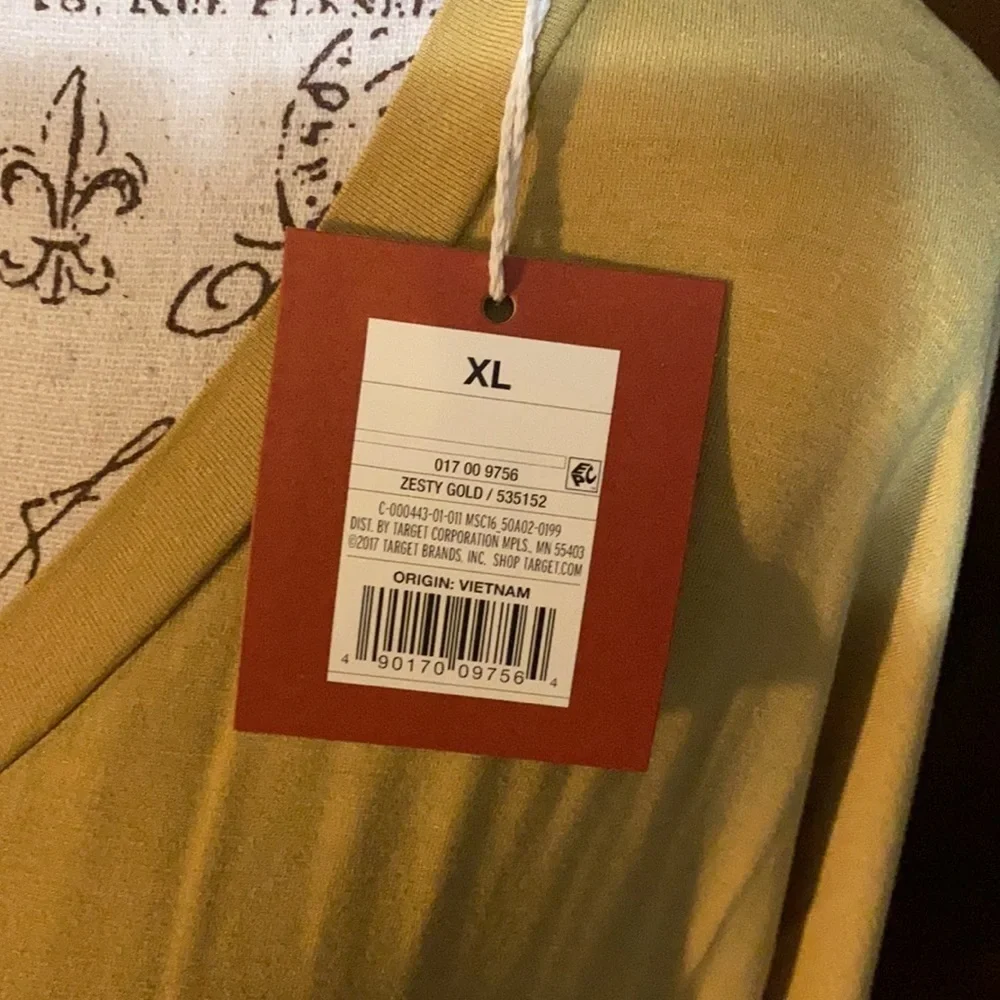 XL
017 00 9756
EPC
ZESTY GOLD / 535152
C-000443-01-011 MSC16_50A02-0199
DIST. BY TARGET CORPORATION MPLS., MN 55403
©2017 TARGET BRANDS, INC. SHOP TARGET.COM
ORIGIN: VIETNAM
4 90170 09756 4